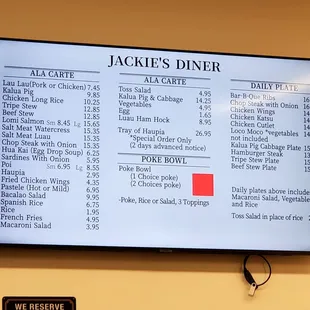 JACKIE'S DINER
ALA CARTE
Lau Lau(Pork or Chicken) 7.45
Kalua Pig 9.85
Chicken Long Rice 10.25
Tripe Stew 12.85
Beef Stew 12.85
Lomi Salmon Sm 8.45 Lg 15.65
Salt Meat Watercress 15.35
Salt Meat Luau 15.35
Chop Steak with Onion 15.35
Hua Kai (Egg Drop Soup) 6.35
Sardines With Onion 5.95
Poi Sm 6.95 Lg 8.55
Haupia 2.95
Fried Chicken Wings 4.35
Pastele (Hot or Mild) 6.95
Bacalao Salad 9.95
Spanish Rice 6.75
Rice 1.95
French Fries 4.95
Macaroni Salad 3.95
ALA CARTE
Toss Salad 4.95
Kalua Pig & Cabbage 14.25
Vegetables 4.95
Egg 2.95
Luau Ham Hock 8.95
Tray of Haupia 26.95
*Special Order Only
(2 days advanced notice)
POKE BOWL
Poke Bowl
(1 Choice poke)
(2 Choices poke)
-Poke, Rice or Salad, 3 Toppings
DAILY PLATE
Bar-B-Que Ribs 16
Chop Steak with Onion
Chicken Wings
Chicken Katsu
Chicken Cutlet
Loco Moco
Kalua Pig Cabbage Plate
Hamburger Steak
Tripe Stew Plate
Beef Stew Plate
Daily plates above include
Macaroni Salad, Vegetable
and Rice
Toss Salad in place of rice 2
WE RESERVE